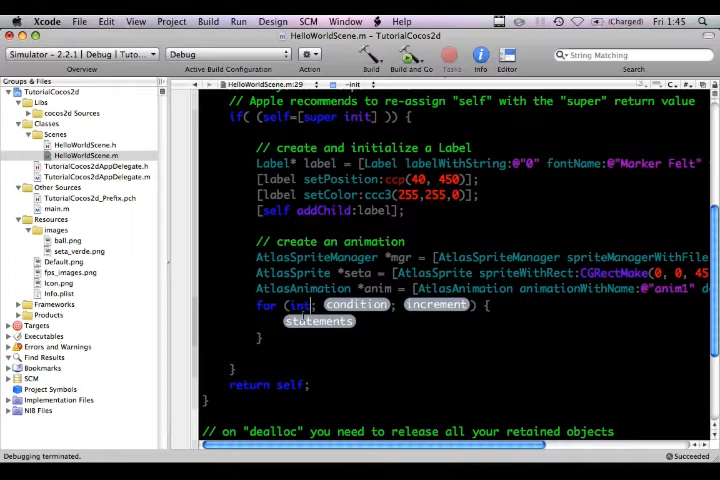 Xcode File Edit View Project Build Run Design SCM Window Help (Charged) Fri 1:45
HelloWorldScene.m - TutorialCocos2d
Simulator - 2.2.1 | Debug | Tuto... Debug String Matching
Overview Active Build Configuration Action Build Build and Go Tasks Info Editor Search
Groups & Files
HelloWorldScene.m:29 -init
TutorialCocos2d
Libs
cocos2d Sources
Classes
Scenes
HelloWorldScene.h
HelloWorldScene.m
TutorialCocos2dAppDelegate.h
TutorialCocos2dAppDelegate.m
Other Sources
TutorialCocos2d_Prefix.pch
main.m
Resources
images
ball.png
seta_verde.png
Default.png
fps_images.png
Icon.png
Info.plist
Frameworks
Products
Targets
Executables
Errors and Warnings
Find Results
Bookmarks
SCM
Project Symbols
Implementation Files
NIB Files
// Apple recommends to re-assign "self" with the "super" return value
if( (self=[super init] )) {
// create and initialize a Label
Label* label = [Label labelWithString:@"0" fontName:@"Marker Felt"
[label setPosition:ccp(40, 450)];
[label setColor:ccc3(255,255,0)];
[self addChild:label];
// create an animation
AtlasSpriteManager *mgr = [AtlasSpriteManager spriteManagerWithFile
AtlasSprite *seta = [AtlasSprite spriteWithRect:CGRectMake(0, 0, 45
AtlasAnimation *anim = [AtlasAnimation animationWithName:@"anim1" de
for (int; condition; increment) {
statements
}
}
return self;
}
// on "dealloc" you need to release all your retained objects
Debugging terminated.